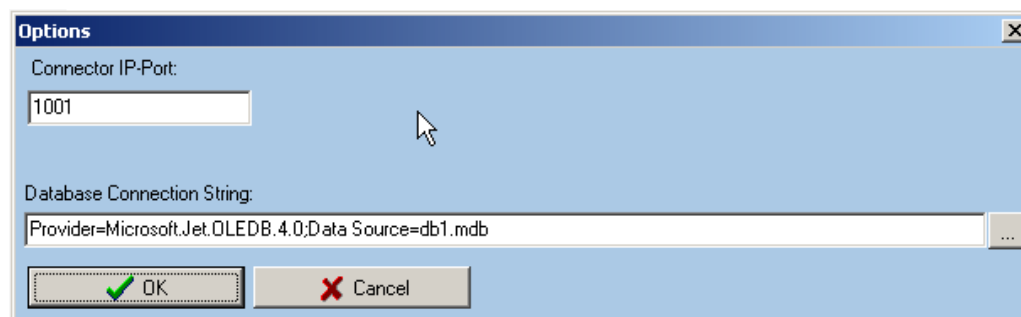 Options
Connector IP-Port:
1001
Database Connection String:
Provider=Microsoft.Jet.OLEDB.4.0;Data Source=db1.mdb
...
OK
Cancel